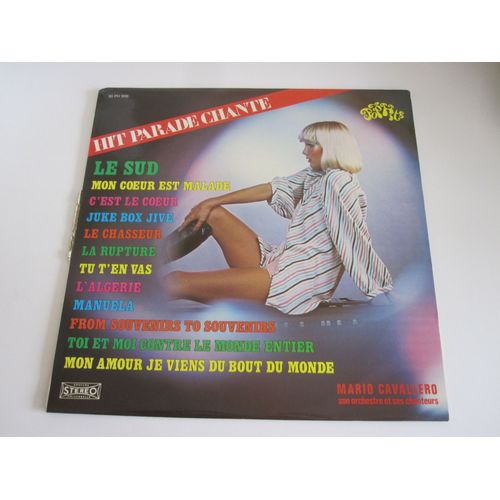 HIT PARADE CHANTE
LE SUD
MON CŒUR EST MALADE
C'EST LE CŒUR
JUKE BOX JIVE
LE CHASSEUR
LA RUPTURE
TU T'EN VAS
L'ALGERIE
MANUELA
FROM SOUVENIRS TO SOUVENIRS
TOI ET MOI CONTRE LE MONDE ENTIER
MON AMOUR JE VIENS DU BOUT DU MONDE
STEREO
MARIO CAVALLERO
son orchestre et ses chanteurs